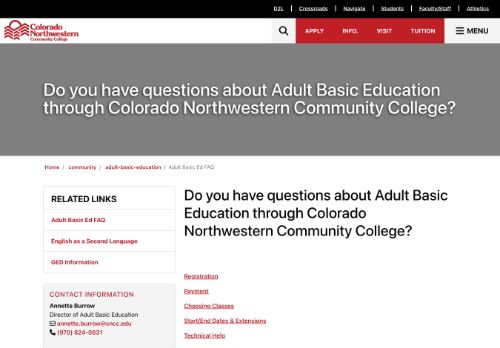 D2L | Crossroads | Navigate | Students | Faculty/Staff | Athletics
Colorado
Northwestern
Community College
APPLY INFO. VISIT TUITION MENU
Do you have questions about Adult Basic Education
through Colorado Northwestern Community College?
Home / community / adult-basic-education / Adult Basic Ed FAQ
RELATED LINKS
Adult Basic Ed FAQ
English as a Second Language
GED Information
CONTACT INFORMATION
Annette Burrow
Director of Adult Basic Education
annette.burrow@cncc.edu
(970) 824-0831
Do you have questions about Adult Basic
Education through Colorado
Northwestern Community College?
Registration
Payment
Choosing Classes
Start/End Dates & Extensions
Technical Help